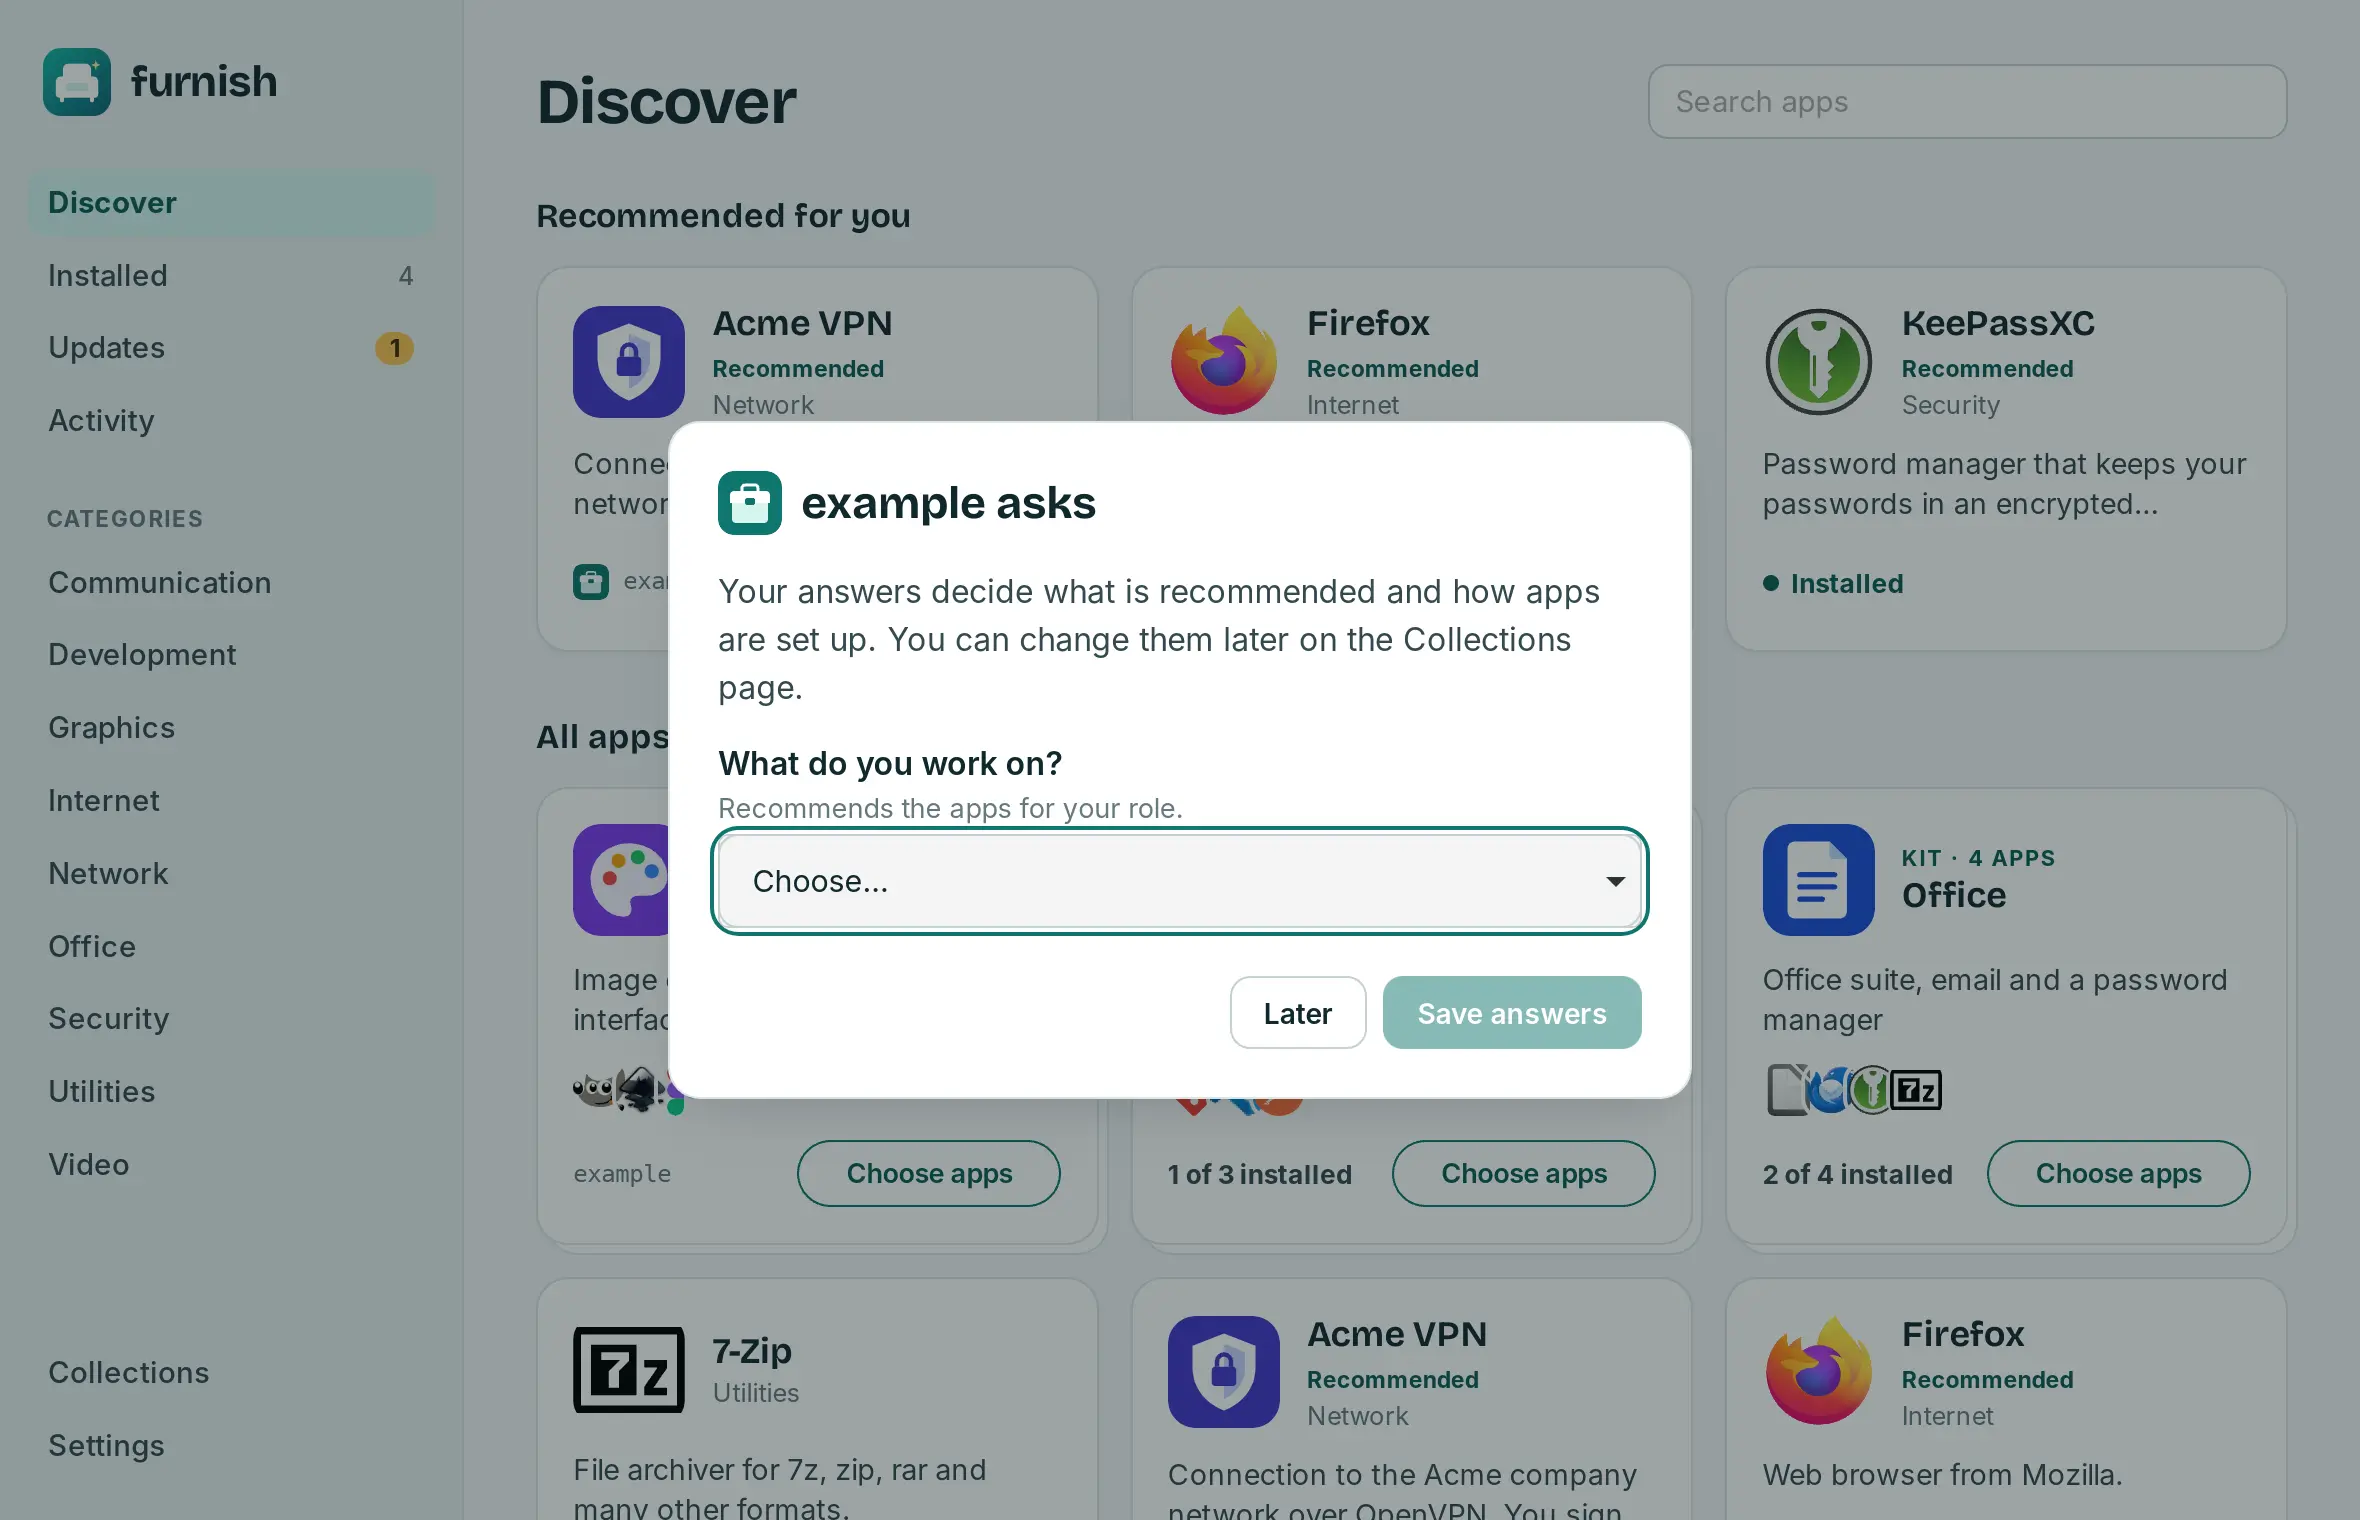 furnish
Discover
Installed 4
Updates 1
Activity
CATEGORIES
Communication
Development
Graphics
Internet
Network
Office
Security
Utilities
Video
Collections
Settings
Discover
Search apps
Recommended for you
Acme VPN
Recommended
Network
Firefox
Recommended
Internet
KeePassXC
Recommended
Security
Password manager that keeps your
passwords in an encrypted...
Installed
example asks
Your answers decide what is recommended and how apps
are set up. You can change them later on the Collections
page.
What do you work on?
Recommends the apps for your role.
Choose...
Later
Save answers
All apps
Image
example
Choose apps
1 of 3 installed
Choose apps
KIT · 4 APPS
Office
Office suite, email and a password
manager
7z
2 of 4 installed
Choose apps
7z
7-Zip
Utilities
File archiver for 7z, zip, rar and
many other formats.
Acme VPN
Recommended
Network
Connection to the Acme company
network over OpenVPN. You sign
Firefox
Recommended
Internet
Web browser from Mozilla.